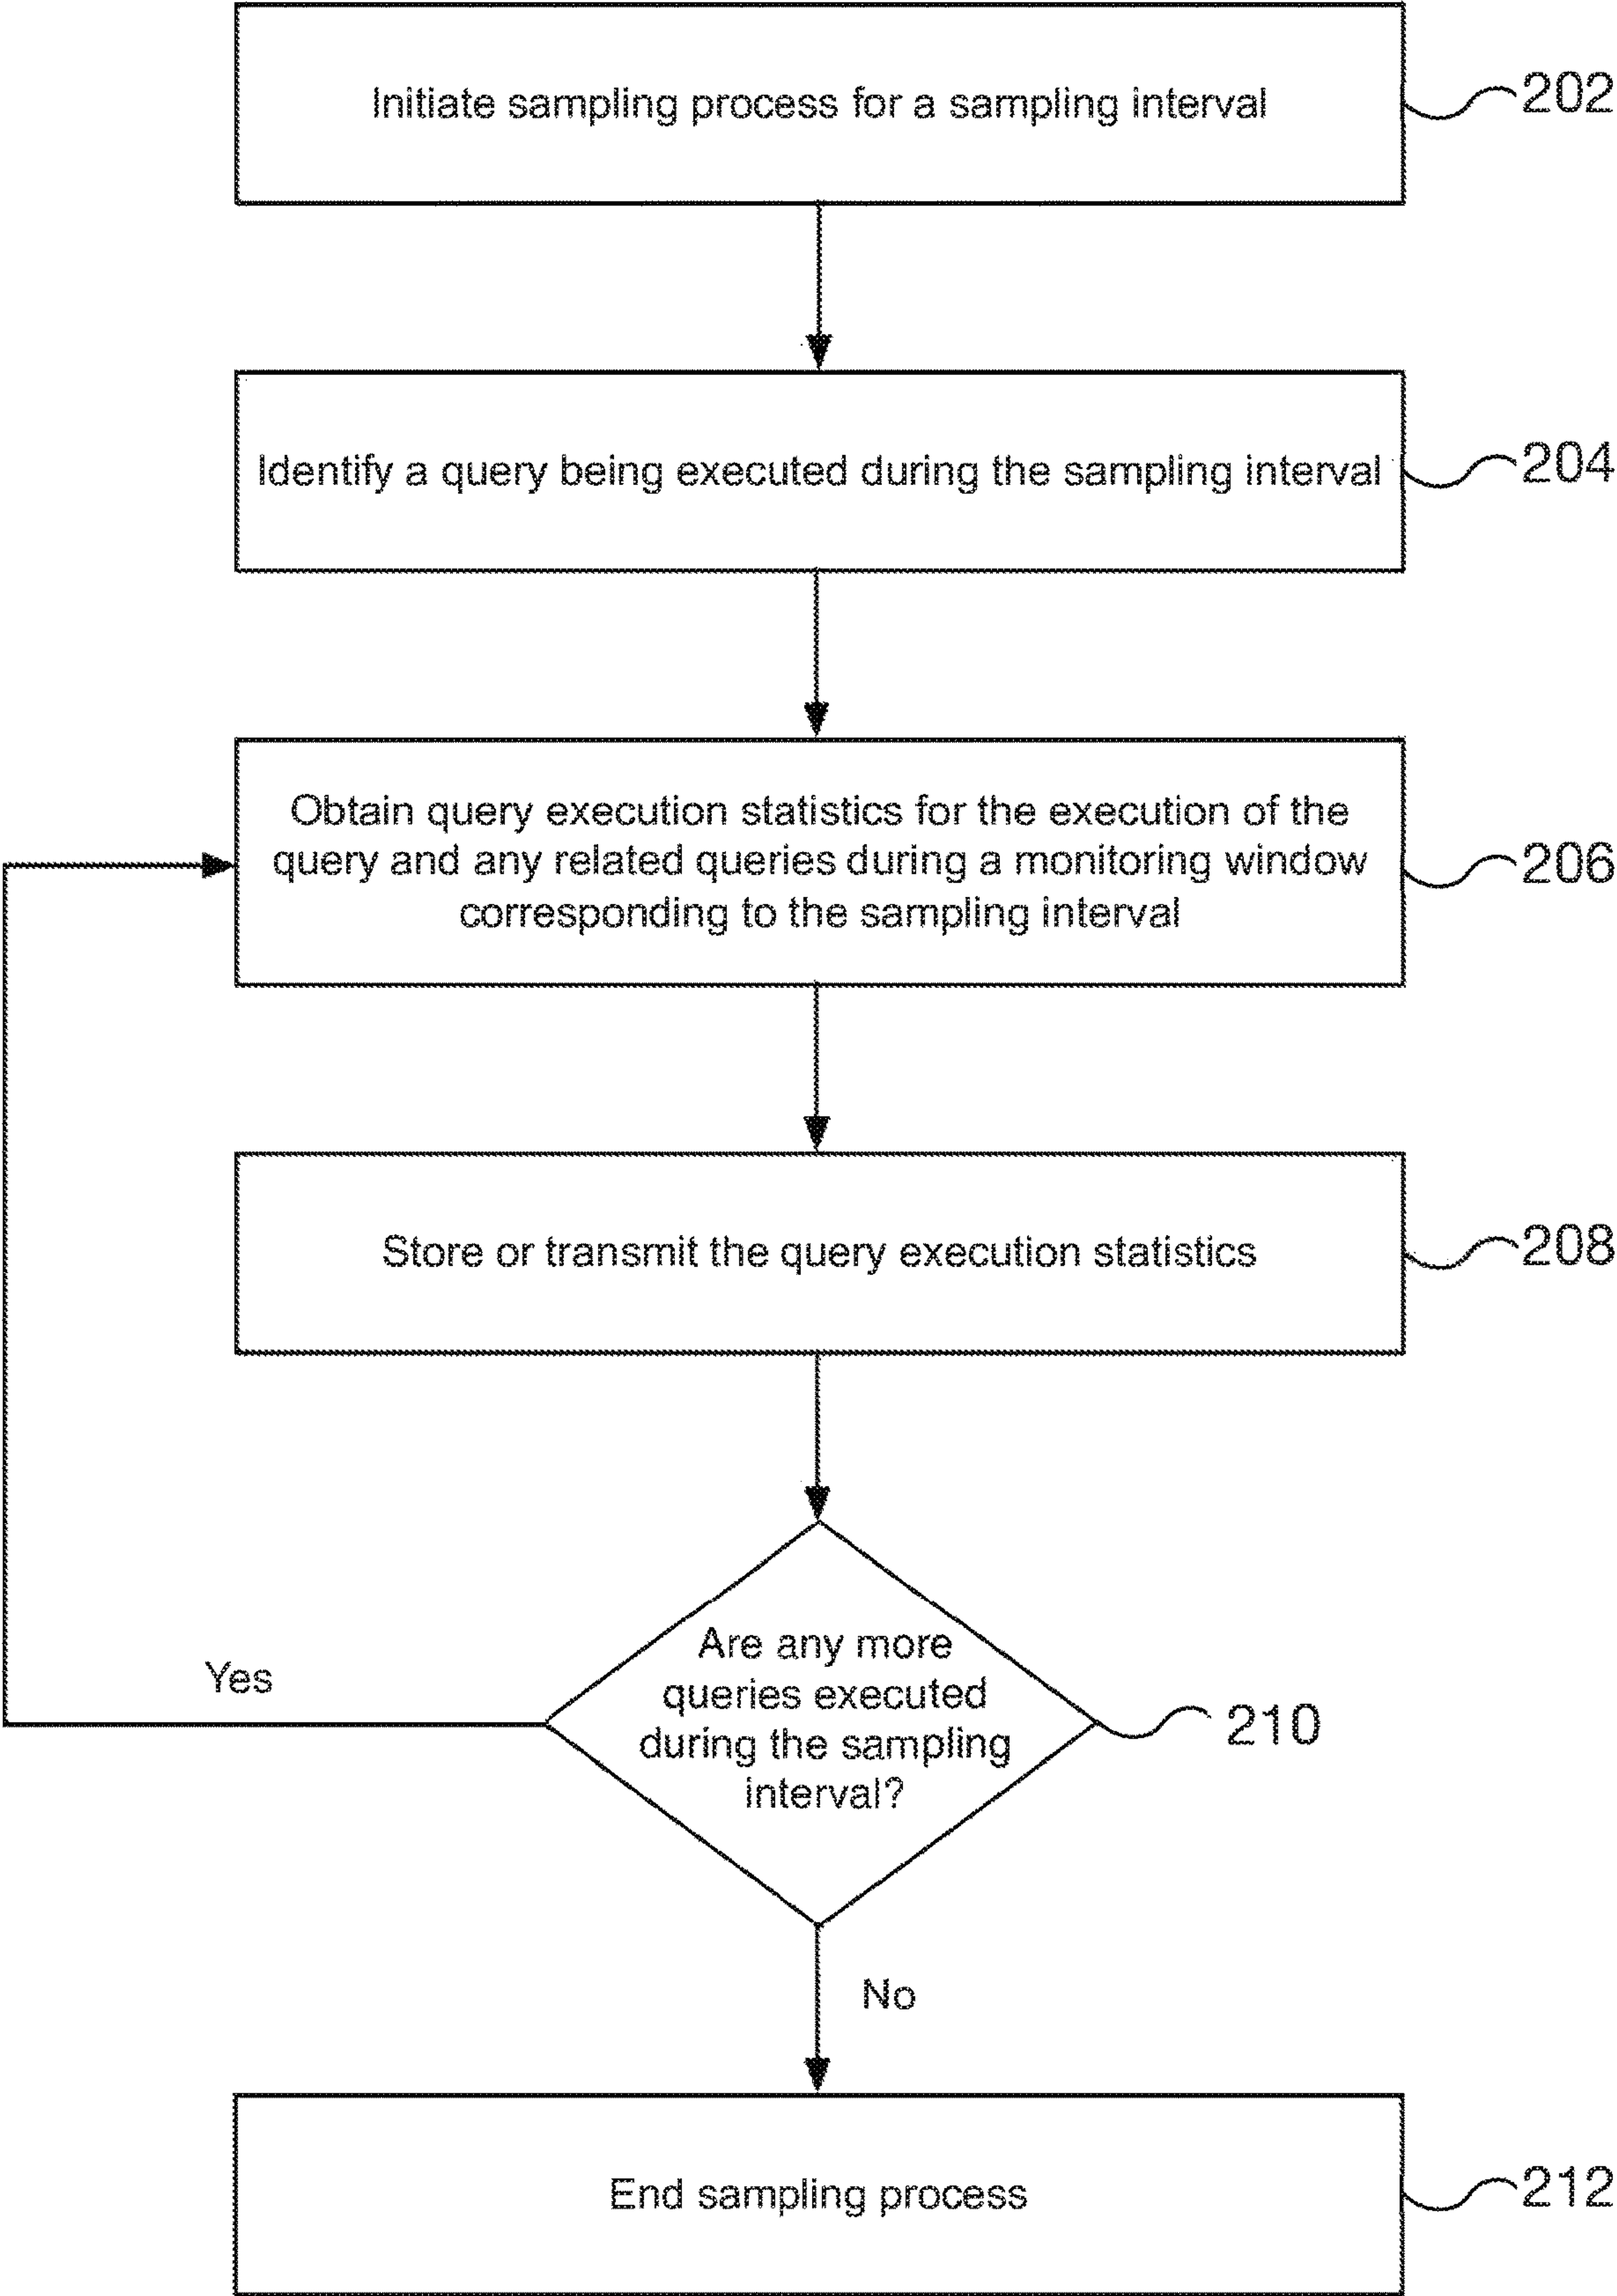 Initiate sampling process for a sampling interval
202
Identify a query being executed during the sampling interval
204
Obtain query execution statistics for the execution of the
query and any related queries during a monitoring window
corresponding to the sampling interval
206
Store or transmit the query execution statistics
208
Are any more
queries executed
during the sampling
interval?
210
Yes
No
End sampling process
212